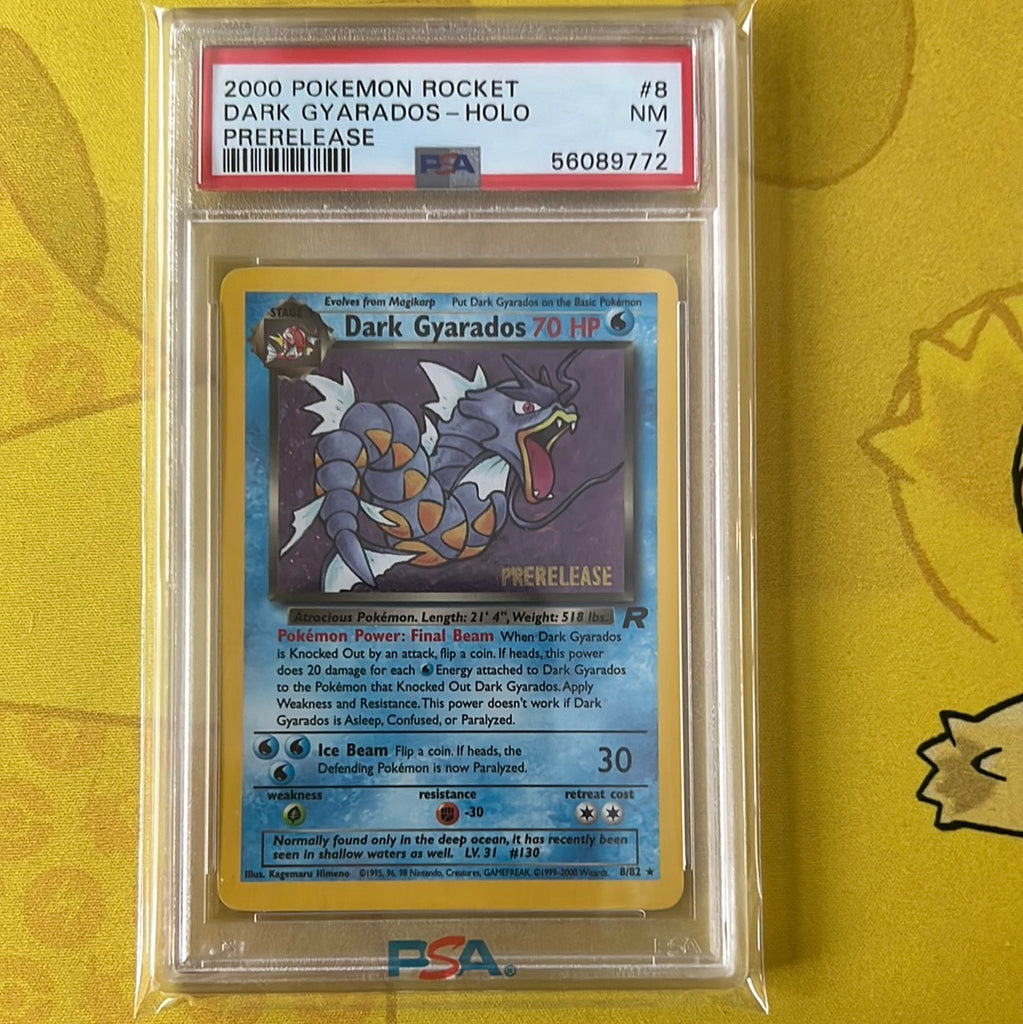 2000 POKEMON ROCKET #8
DARK GYARADOS - HOLO NM
PRERELEASE 7
PSA 56089772
Evolves from Magikarp Put Dark Gyarados on the Basic Pokémon
STAGE
Dark Gyarados 70 HP
PRERELEASE
Atrocious Pokémon. Length: 21' 4", Weight: 518 lbs. R
Pokémon Power: Final Beam When Dark Gyarados
is Knocked Out by an attack, flip a coin. If heads, this power
does 20 damage for each Energy attached to Dark Gyarados
to the Pokémon that Knocked Out Dark Gyarados. Apply
Weakness and Resistance. This power doesn't work if Dark
Gyarados is Asleep, Confused, or Paralyzed.
Ice Beam Flip a coin. If heads, the
Defending Pokémon is now Paralyzed. 30
weakness resistance retreat cost
-30
Normally found only in the deep ocean, it has recently been
seen in shallow waters as well. LV. 31 #130
Illus. Kagemaru Himeno ©1995, 96, 98 Nintendo, Creatures, GAMEFREAK. ©1999-2000 Wizards. 8/82 ★
PSA®